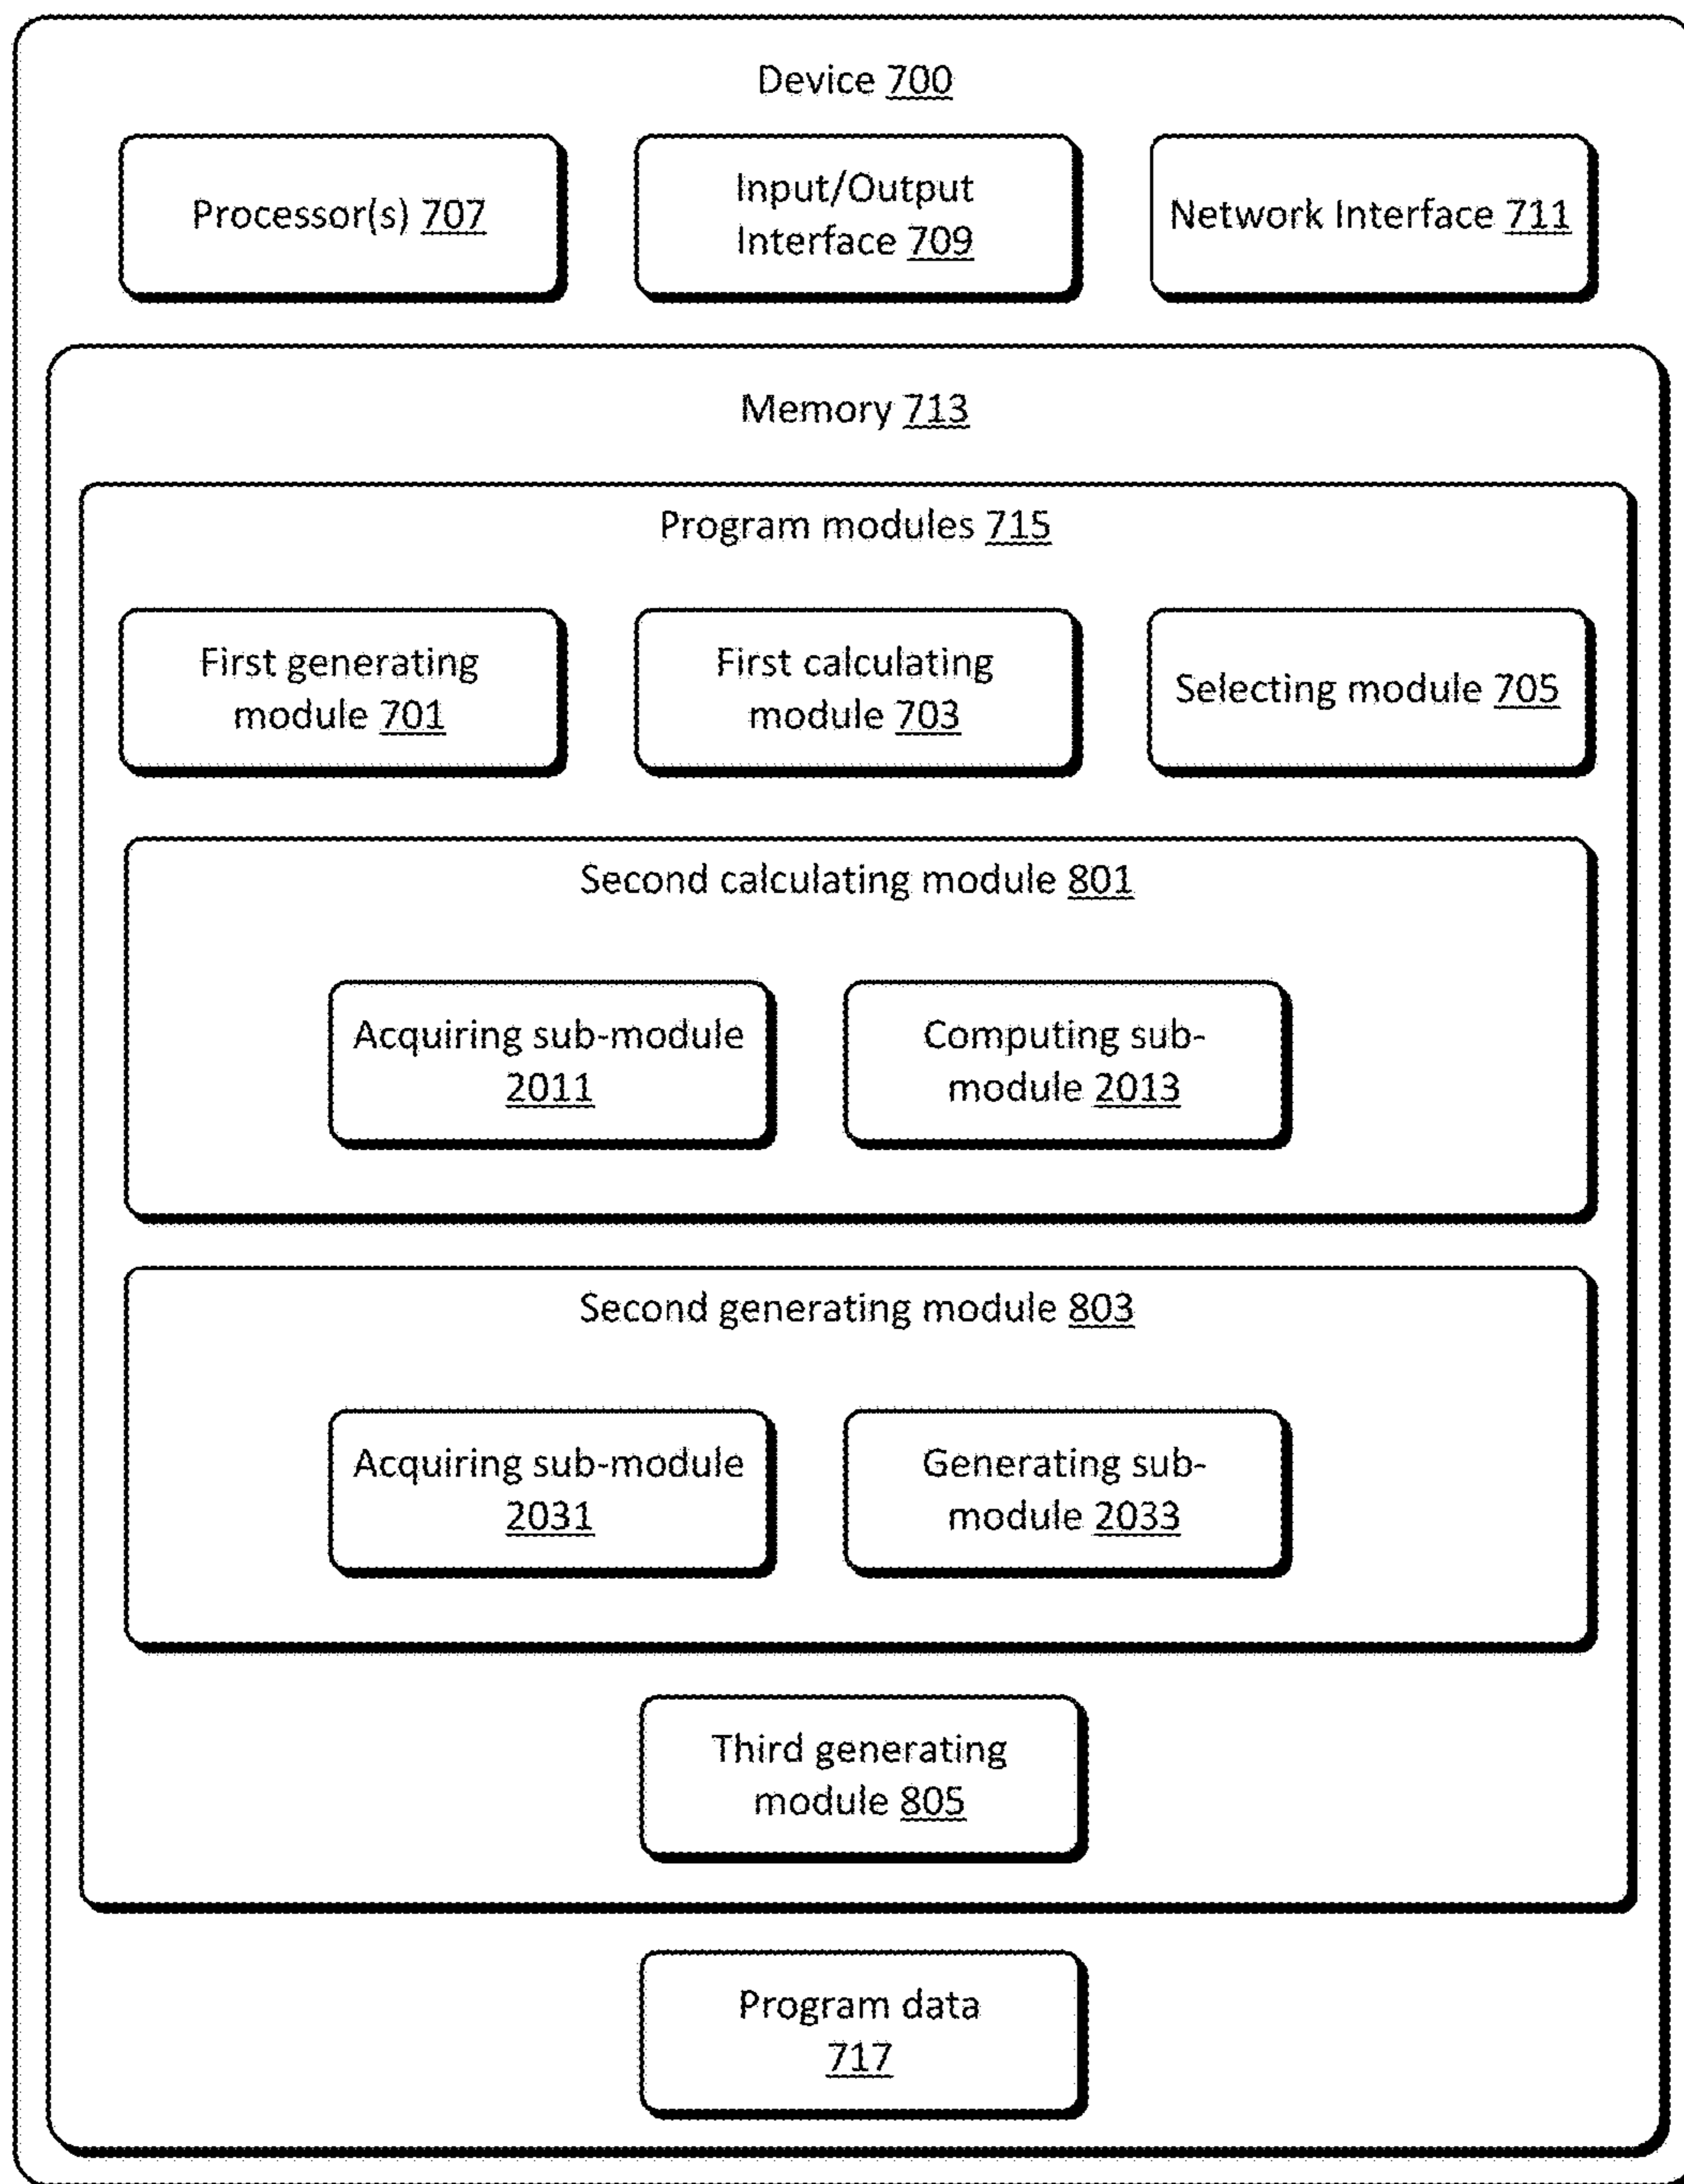 Device 700
Processor(s) 707
Input/Output
Interface 709
Network Interface 711
Memory 713
Program modules 715
First generating
module 701
First calculating
module 703
Selecting module 705
Second calculating module 801
Acquiring sub-module
2011
Computing sub-
module 2013
Second generating module 803
Acquiring sub-module
2031
Generating sub-
module 2033
Third generating
module 805
Program data
717